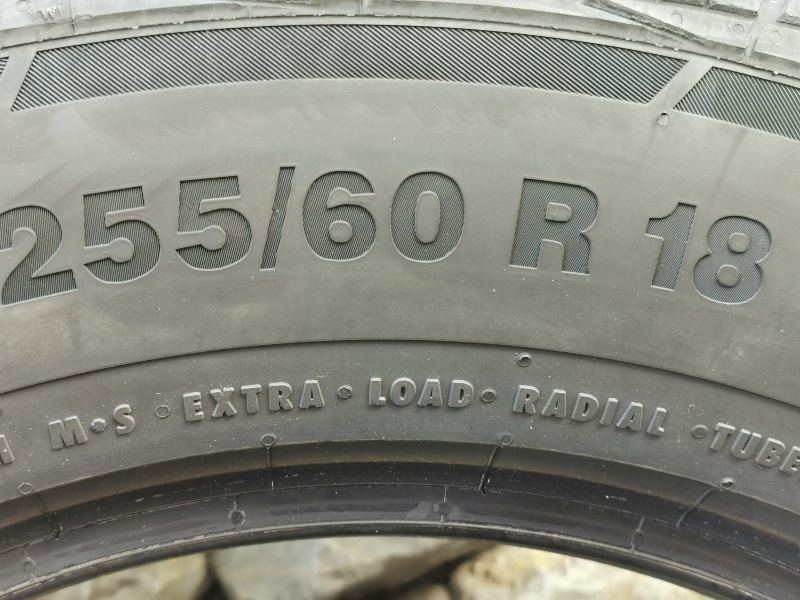 W
255/60 R 18
M•S EXTRA LOAD RADIAL TUBE